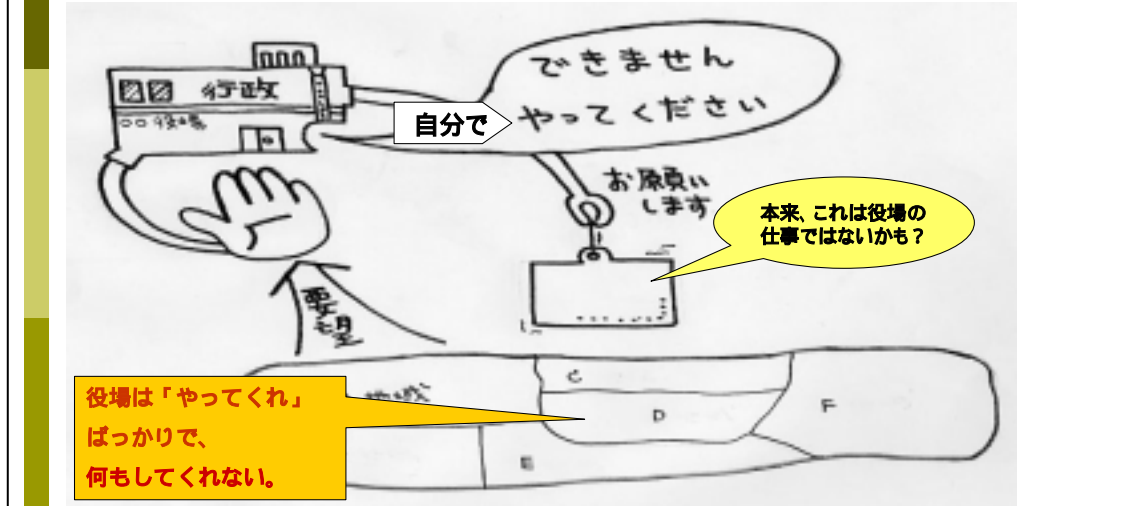 行政
○○役場
できません
自分で
やってください
お願い
します
本来、これは役場の
仕事ではないかも？
要望
C
地域
D
F
E
役場は「やってくれ」
ばっかりで、
何もしてくれない。